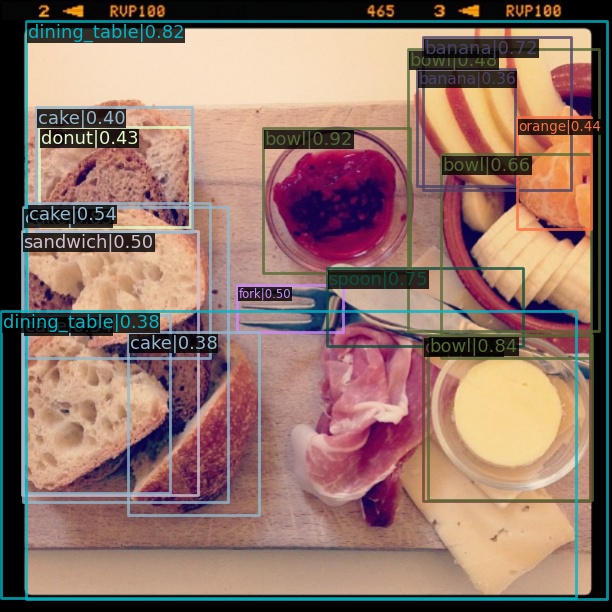 2 RVP100 465 3 RVP100
dining_table|0.82
banana|0.72
bowl|0.48
banana|0.36
cake|0.40
orange|0.44
donut|0.43
bowl|0.92
bowl|0.66
cake|0.54
sandwich|0.50
spoon|0.75
fork|0.50
dining_table|0.38
cake|0.38
bowl|0.84